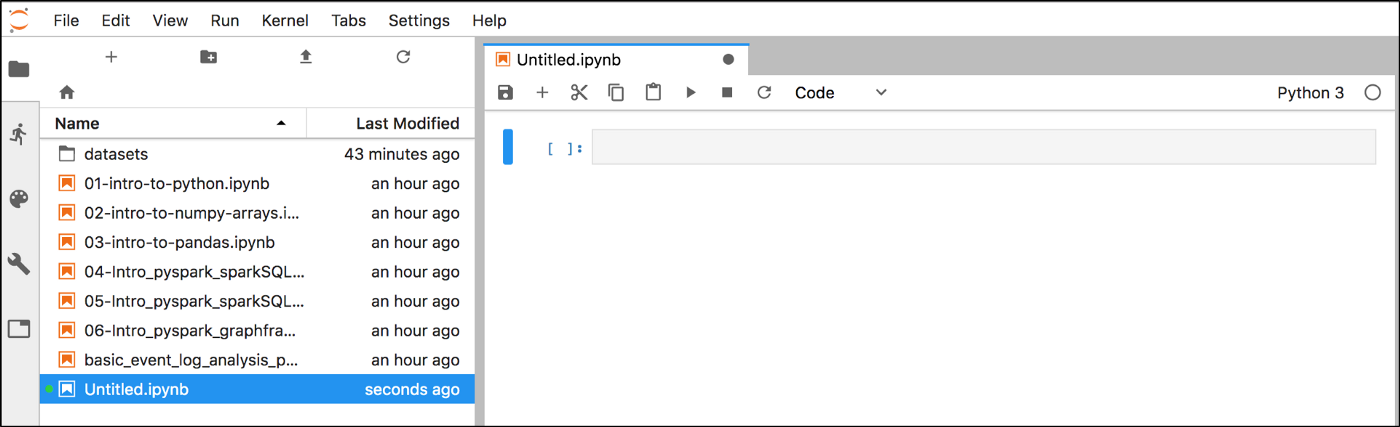 File Edit View Run Kernel Tabs Settings Help
Name Last Modified
datasets 43 minutes ago
01-intro-to-python.ipynb an hour ago
02-intro-to-numpy-arrays.i... an hour ago
03-intro-to-pandas.ipynb an hour ago
04-Intro_pyspark_sparkSQL... an hour ago
05-Intro_pyspark_sparkSQL... an hour ago
06-Intro_pyspark_graphfra... an hour ago
basic_event_log_analysis_p... an hour ago
Untitled.ipynb seconds ago
Untitled.ipynb
Code Python 3
[ ]: